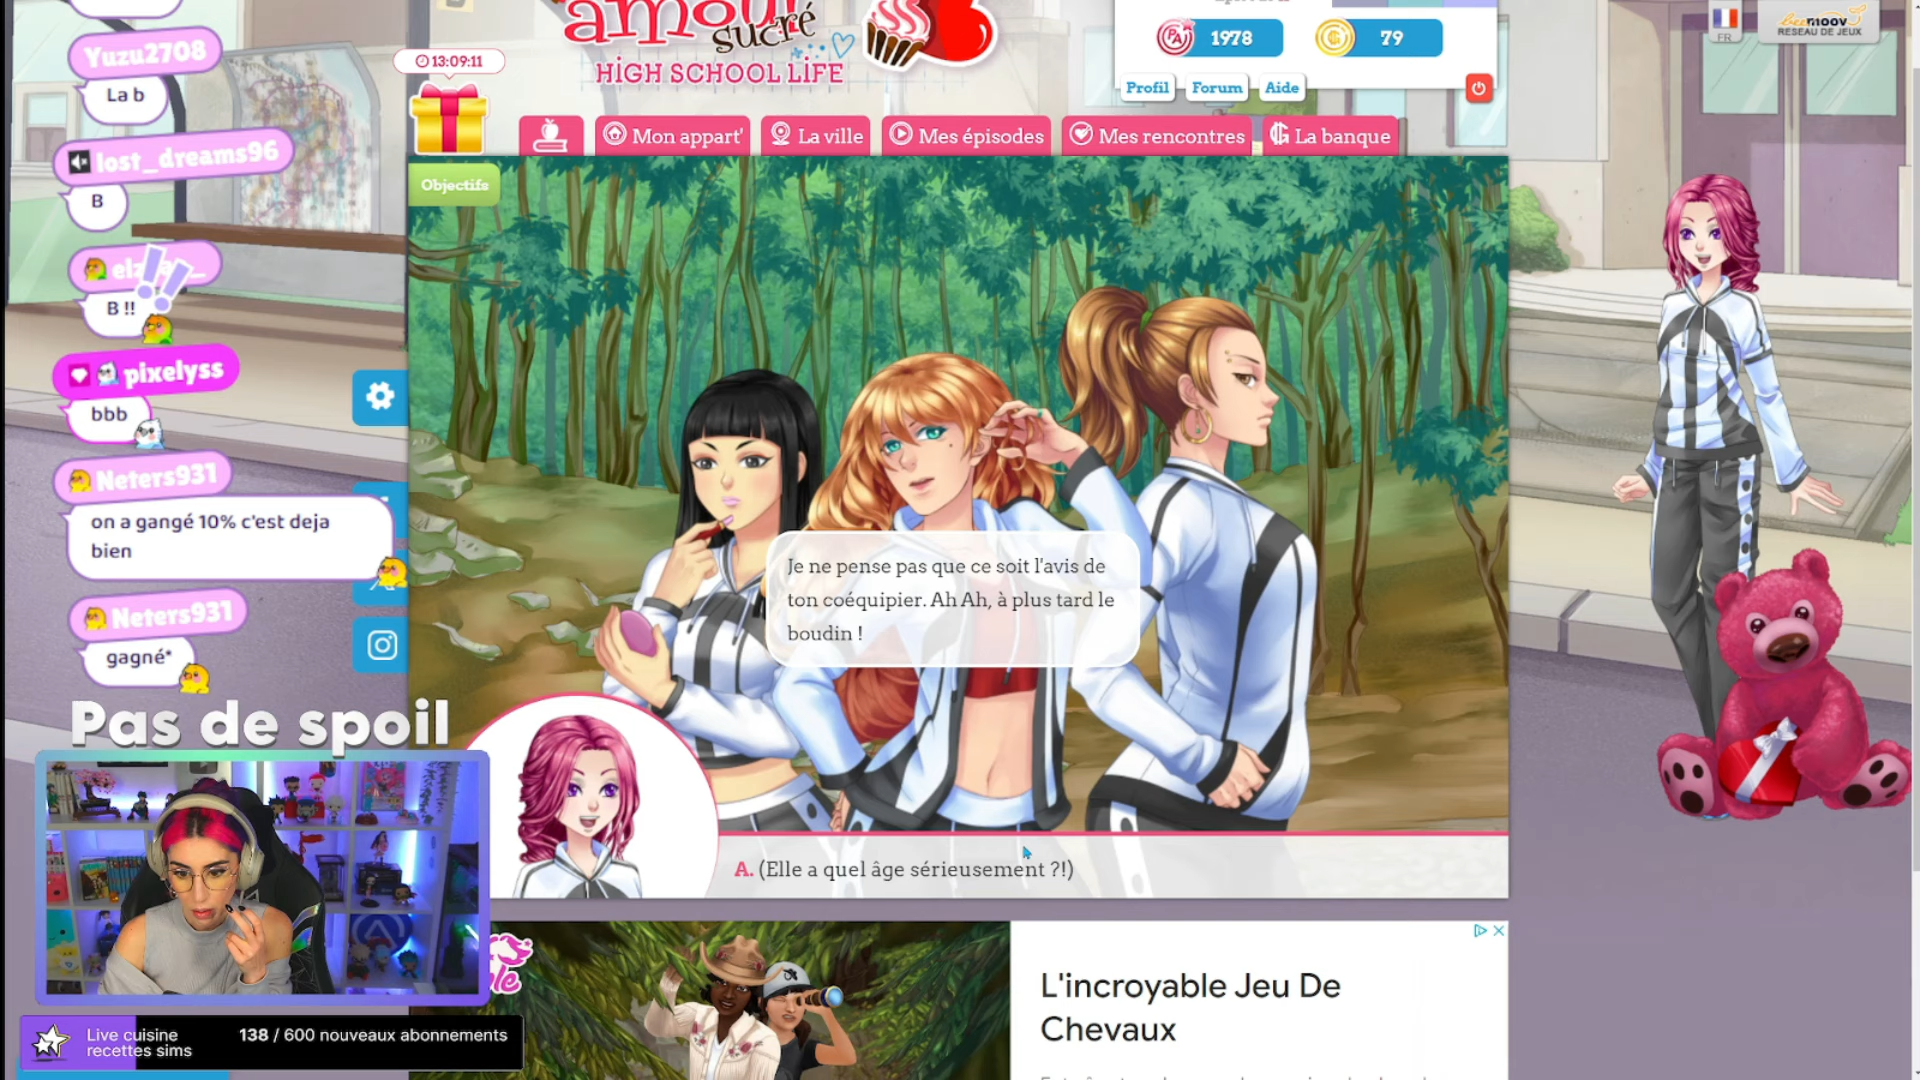 Yuzu2708
La b
lost_dreams96
B
B !!
pixelyss
bbb
Neters931
on a gangé 10% c'est deja
bien
Neters931
gagné*
Pas de spoil
Live cuisine
recettes sims
138 / 600 nouveaux abonnements
amour
sucré
HIGH SCHOOL LIFE
13:09:11
PA
1978
79
Profil
Forum
Aide
FR
beemoov
RESEAU DE JEUX
Mon appart'
La ville
Mes épisodes
Mes rencontres
La banque
Objectifs
Je ne pense pas que ce soit l'avis de
ton coéquipier. Ah Ah, à plus tard le
boudin !
A. (Elle a quel âge sérieusement ?!)
L'incroyable Jeu De
Chevaux